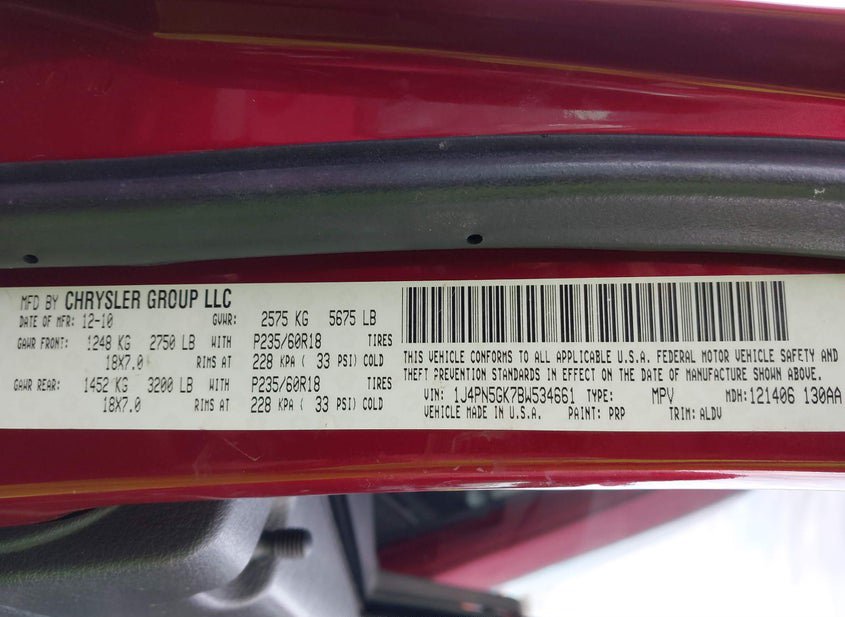 MFD BY CHRYSLER GROUP LLC
DATE OF MFR: 12-10 GVWR: 2575 KG 5675 LB
GAWR FRONT: 1248 KG 2750 LB WITH P235/60R18 TIRES
18X7.0 RIMS AT 228 KPA ( 33 PSI) COLD
GAWR REAR: 1452 KG 3200 LB WITH P235/60R18 TIRES
18X7.0 RIMS AT 228 KPA ( 33 PSI) COLD
THIS VEHICLE CONFORMS TO ALL APPLICABLE U.S.A. FEDERAL MOTOR VEHICLE SAFETY AND
THEFT PREVENTION STANDARDS IN EFFECT ON THE DATE OF MANUFACTURE SHOWN ABOVE.
VIN: 1J4PN5GK7BW534661 TYPE: MPV MDH: 121406 130AA
VEHICLE MADE IN U.S.A. PAINT: PRP TRIM: ALDV